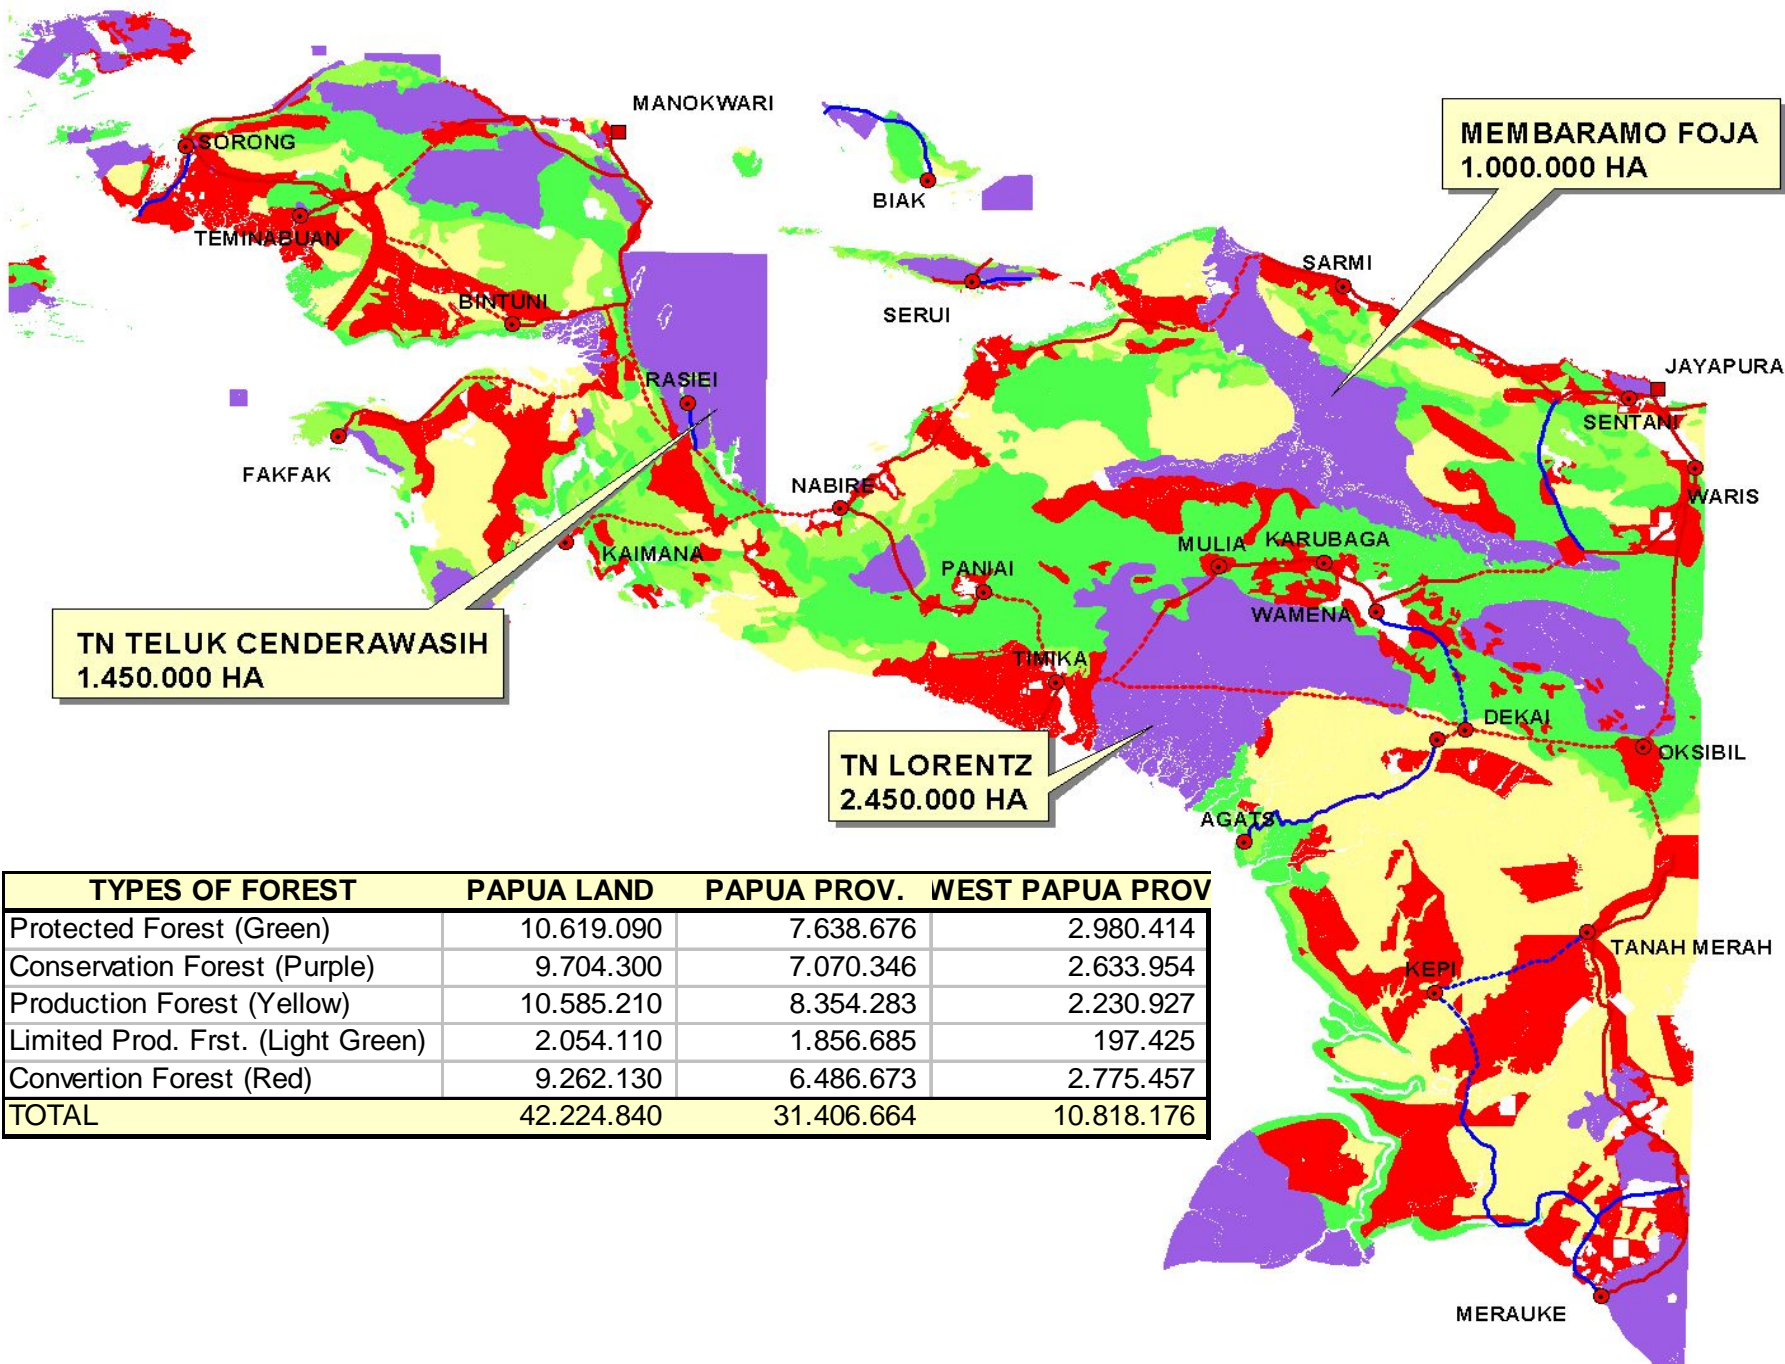 MANOKWARI
MEMBARAMO FOJA
1.000.000 HA
SORONG
BIAK
TEMINABUAN
SARMI
BINTUNI
SERUI
JAYAPURA
RASIEI
SENTANI
FAKFAK
NABIRE
WARIS
KAIMANA
MULIA
KARUBAGA
PANIAI
WAMENA
TN TELUK CENDERAWASIH
1.450.000 HA
TIMIKA
DEKAI
OKSIBIL
TN LORENTZ
2.450.000 HA
AGATS
TYPES OF FOREST PAPUA LAND PAPUA PROV. WEST PAPUA PROV
Protected Forest (Green) 10.619.090 7.638.676 2.980.414
Conservation Forest (Purple) 9.704.300 7.070.346 2.633.954
Production Forest (Yellow) 10.585.210 8.354.283 2.230.927
Limited Prod. Frst. (Light Green) 2.054.110 1.856.685 197.425
Convertion Forest (Red) 9.262.130 6.486.673 2.775.457
TOTAL 42.224.840 31.406.664 10.818.176
TANAH MERAH
KEPI
MERAUKE